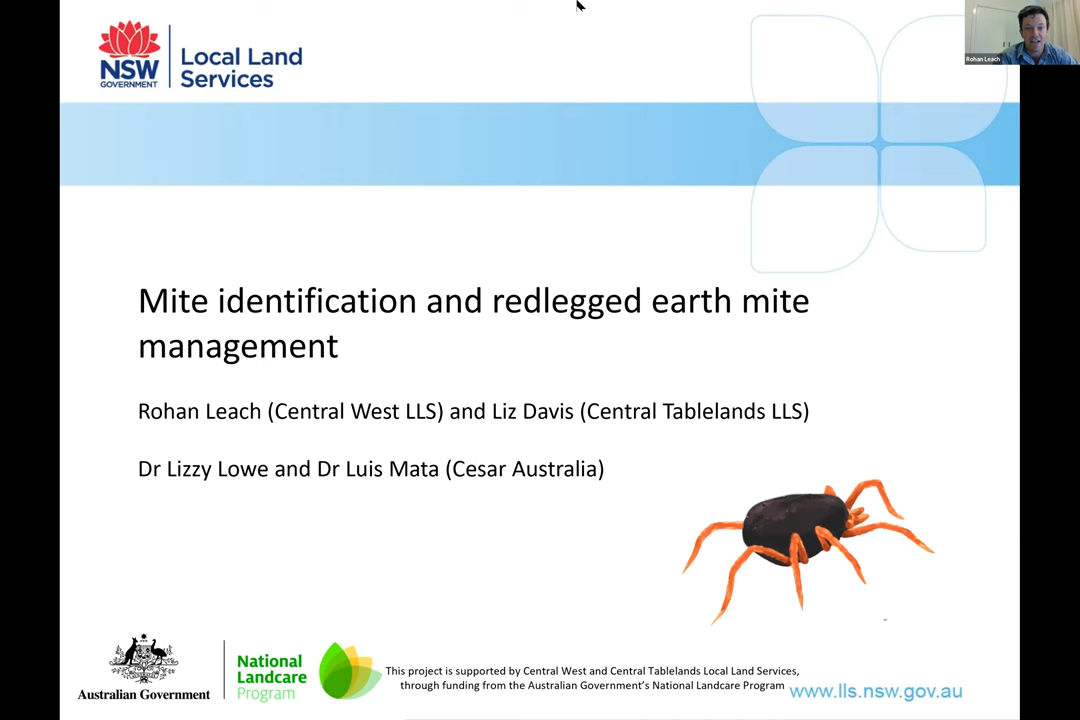 NSW
GOVERNMENT
Local Land
Services
Rohan Leach
Mite identification and redlegged earth mite
management
Rohan Leach (Central West LLS) and Liz Davis (Central Tablelands LLS)
Dr Lizzy Lowe and Dr Luis Mata (Cesar Australia)
Australian Government
National
Landcare
Program
This project is supported by Central West and Central Tablelands Local Land Services,
through funding from the Australian Government's National Landcare Program
www.lls.nsw.gov.au